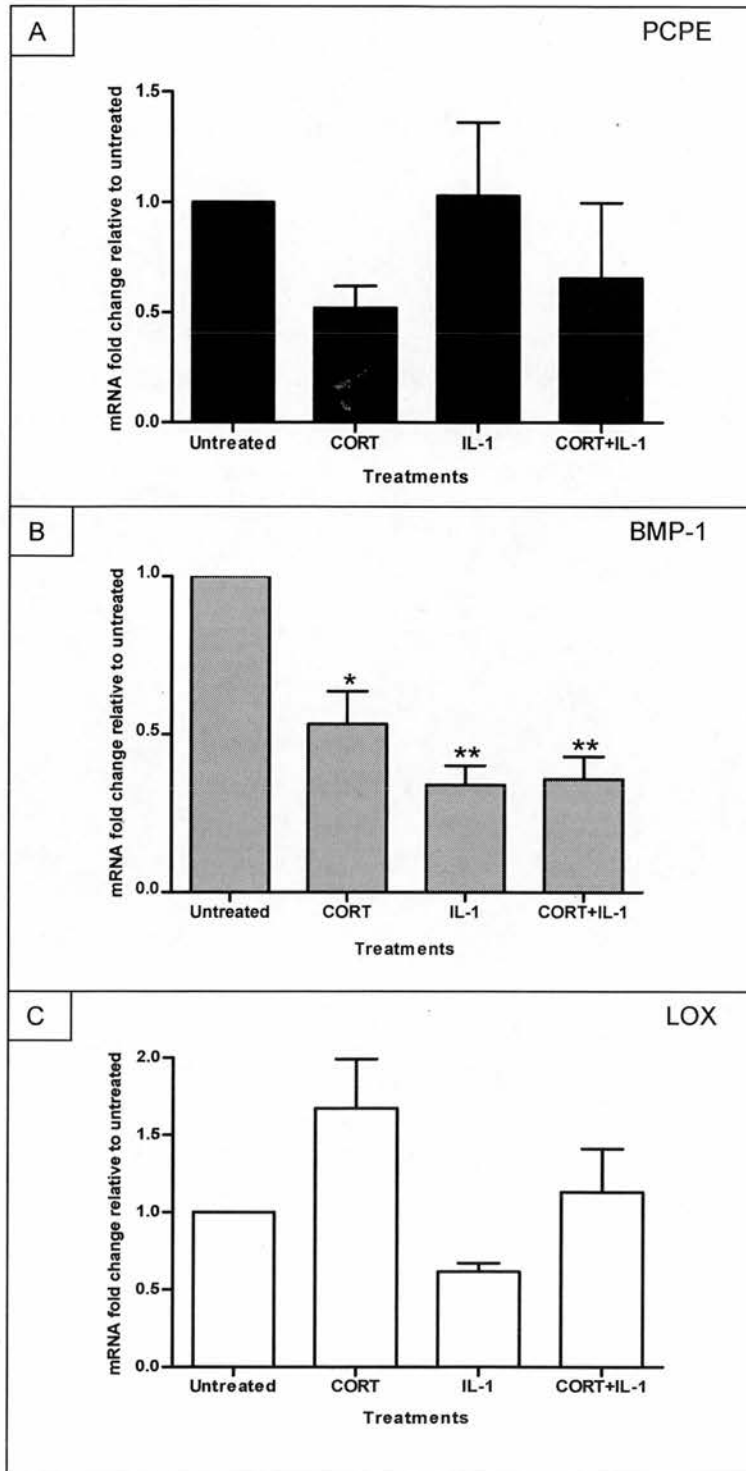 A
PCPE
mRNA fold change relative to untreated
1.5
1.0
0.5
0.0
Untreated CORT IL-1 CORT+IL-1
Treatments
B
BMP-1
mRNA fold change relative to untreated
1.0
0.5
0.0
*
**
**
Untreated CORT IL-1 CORT+IL-1
Treatments
C
LOX
mRNA fold change relative to untreated
2.0
1.5
1.0
0.5
0.0
Untreated CORT IL-1 CORT+IL-1
Treatments